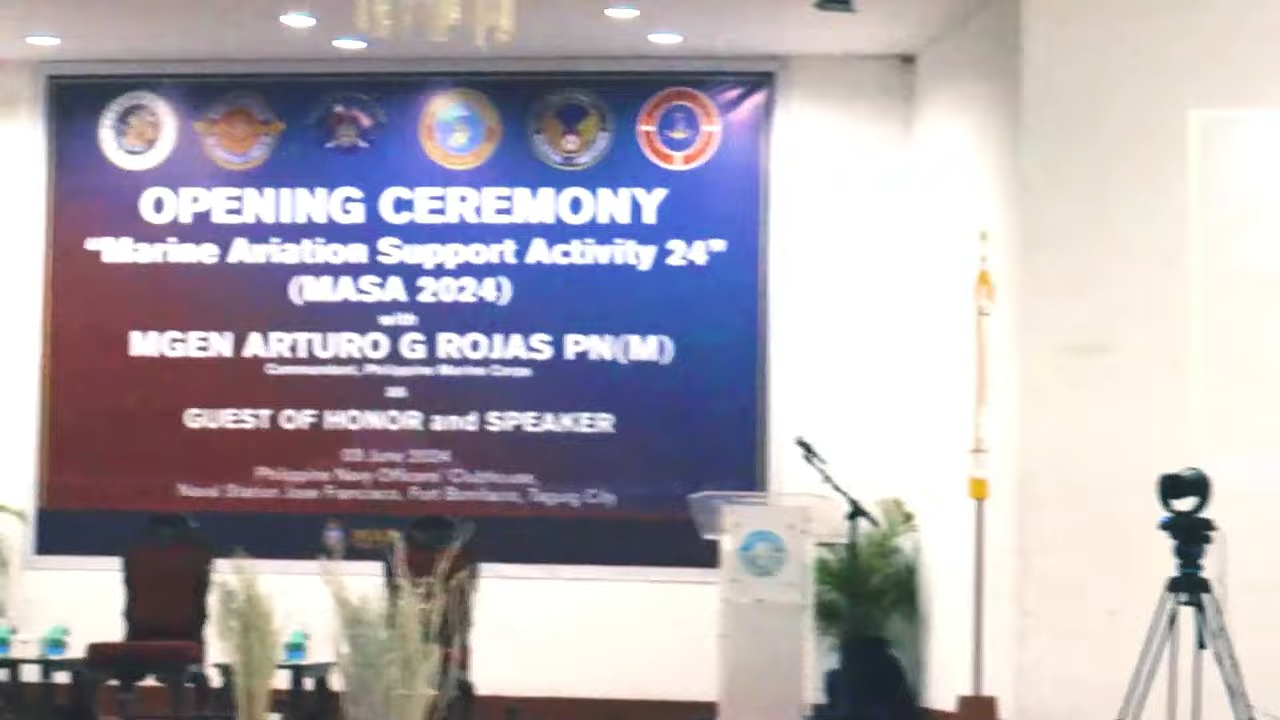 OPENING CEREMONY
"Marine Aviation Support Activity 24"
(MASA 2024)
with
MGEN ARTURO G ROJAS PN(M)
Commandant, Philippine Marine Corps
as
GUEST OF HONOR and SPEAKER
03 June 2024
Philippine Navy Officers' Clubhouse,
Naval Station Jose Francisco, Fort Bonifacio, Taguig City